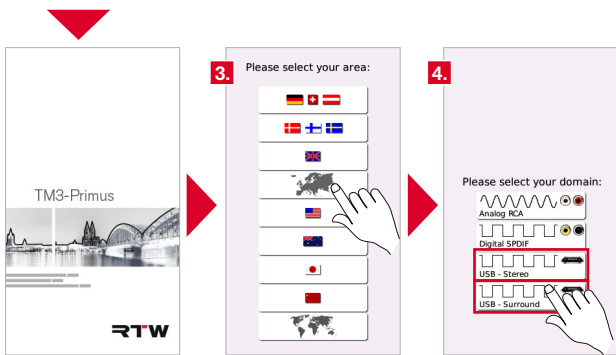 TM3-Primus
RTW
3.
Please select your area:
4.
Please select your domain:
Analog RCA
Digital SPDIF
USB - Stereo
USB - Surround